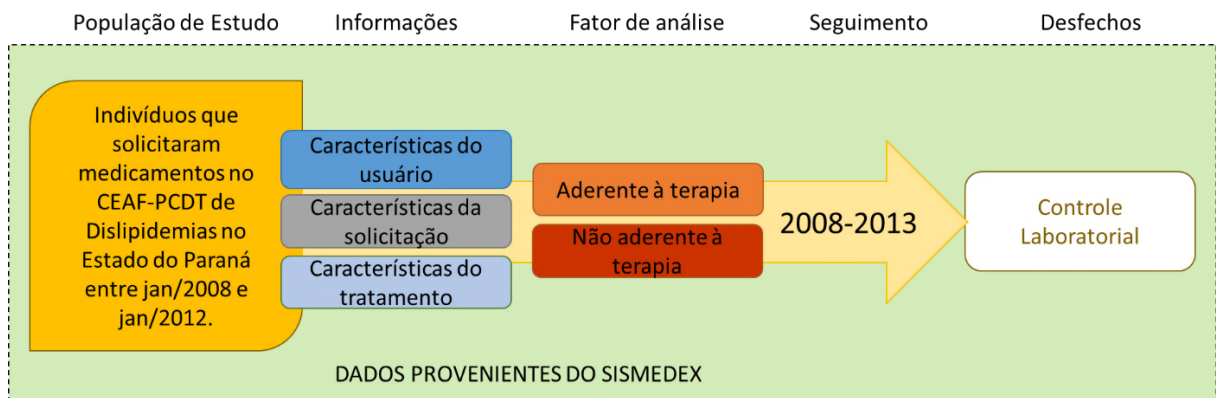 População de Estudo
Informações
Fator de análise
Seguimento
Desfechos
Indivíduos que
solicitaram
medicamentos no
CEAF-PCDT de
Dislipidemias no
Estado do Paraná
entre jan/2008 e
jan/2012.
Características do
usuário
Característícas da
solicitação
Característícas do
tratamento
Aderente à terapia
Não aderente à
terapia
2008-2013
Controle
Laboratorial
DADOS PROVENIENTES DO SISMEDEX